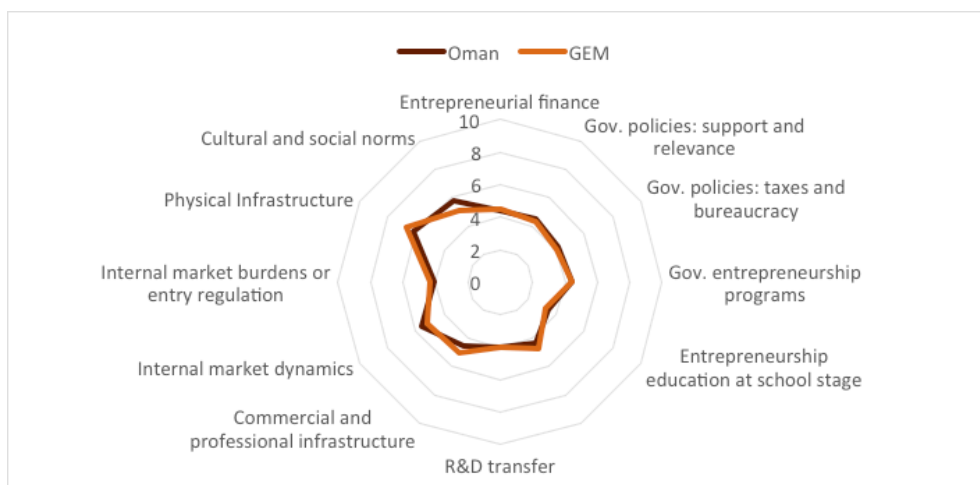 Oman GEM
Entrepreneurial finance
10
8
6
4
2
0
Gov. policies: support and
relevance
Gov. policies: taxes and
bureaucracy
Gov. entrepreneurship
programs
Entrepreneurship
education at school stage
R&D transfer
Commercial and
professional infrastructure
Internal market dynamics
Internal market burdens or
entry regulation
Physical Infrastructure
Cultural and social norms